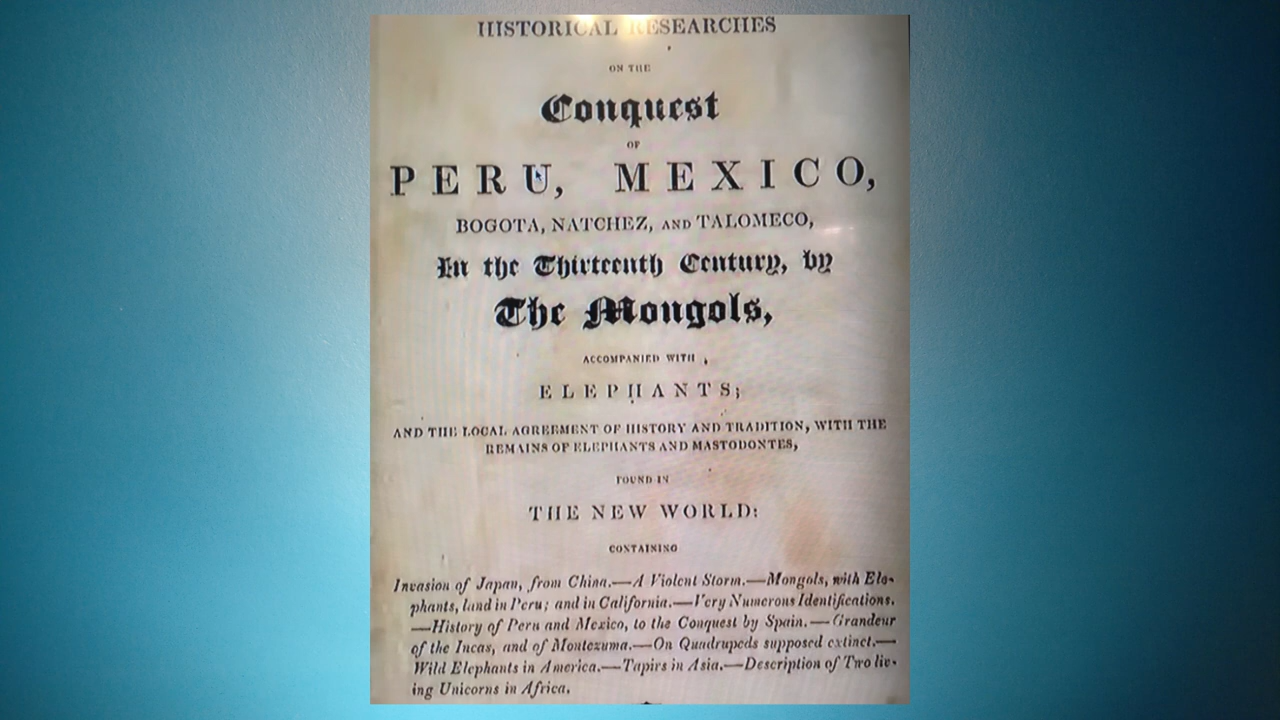 HISTORICAL RESEARCHES
ON THE
Conquest
OF
PERU, MEXICO,
BOGOTA, NATCHEZ, AND TALOMECO,
In the Thirteenth Century, by
The Mongols,
ACCOMPANIED WITH
ELEPHANTS;
AND THE LOCAL AGREEMENT OF HISTORY AND TRADITION, WITH THE
REMAINS OF ELEPHANTS AND MASTODONTES,
FOUND IN
THE NEW WORLD:
CONTAINING
Invasion of Japan, from China.—A Violent Storm.—Mongols, with Ele-
phants, land in Peru; and in California.—Very Numerous Identifications.
—History of Peru and Mexico, to the Conquest by Spain.—Grandeur
of the Incas, and of Montezuma.—On Quadrupeds supposed extinct.—
Wild Elephants in America.—Tapirs in Asia.—Description of Two liv-
ing Unicorns in Africa.